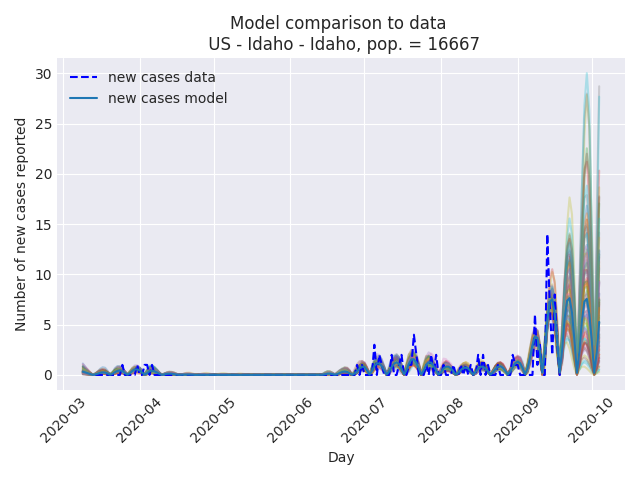 Model comparison to data
US - Idaho - Idaho, pop. = 16667
new cases data
new cases model
Number of new cases reported
30
25
20
15
10
5
0
2020-03
2020-04
2020-05
2020-06
2020-07
2020-08
2020-09
2020-10
Day